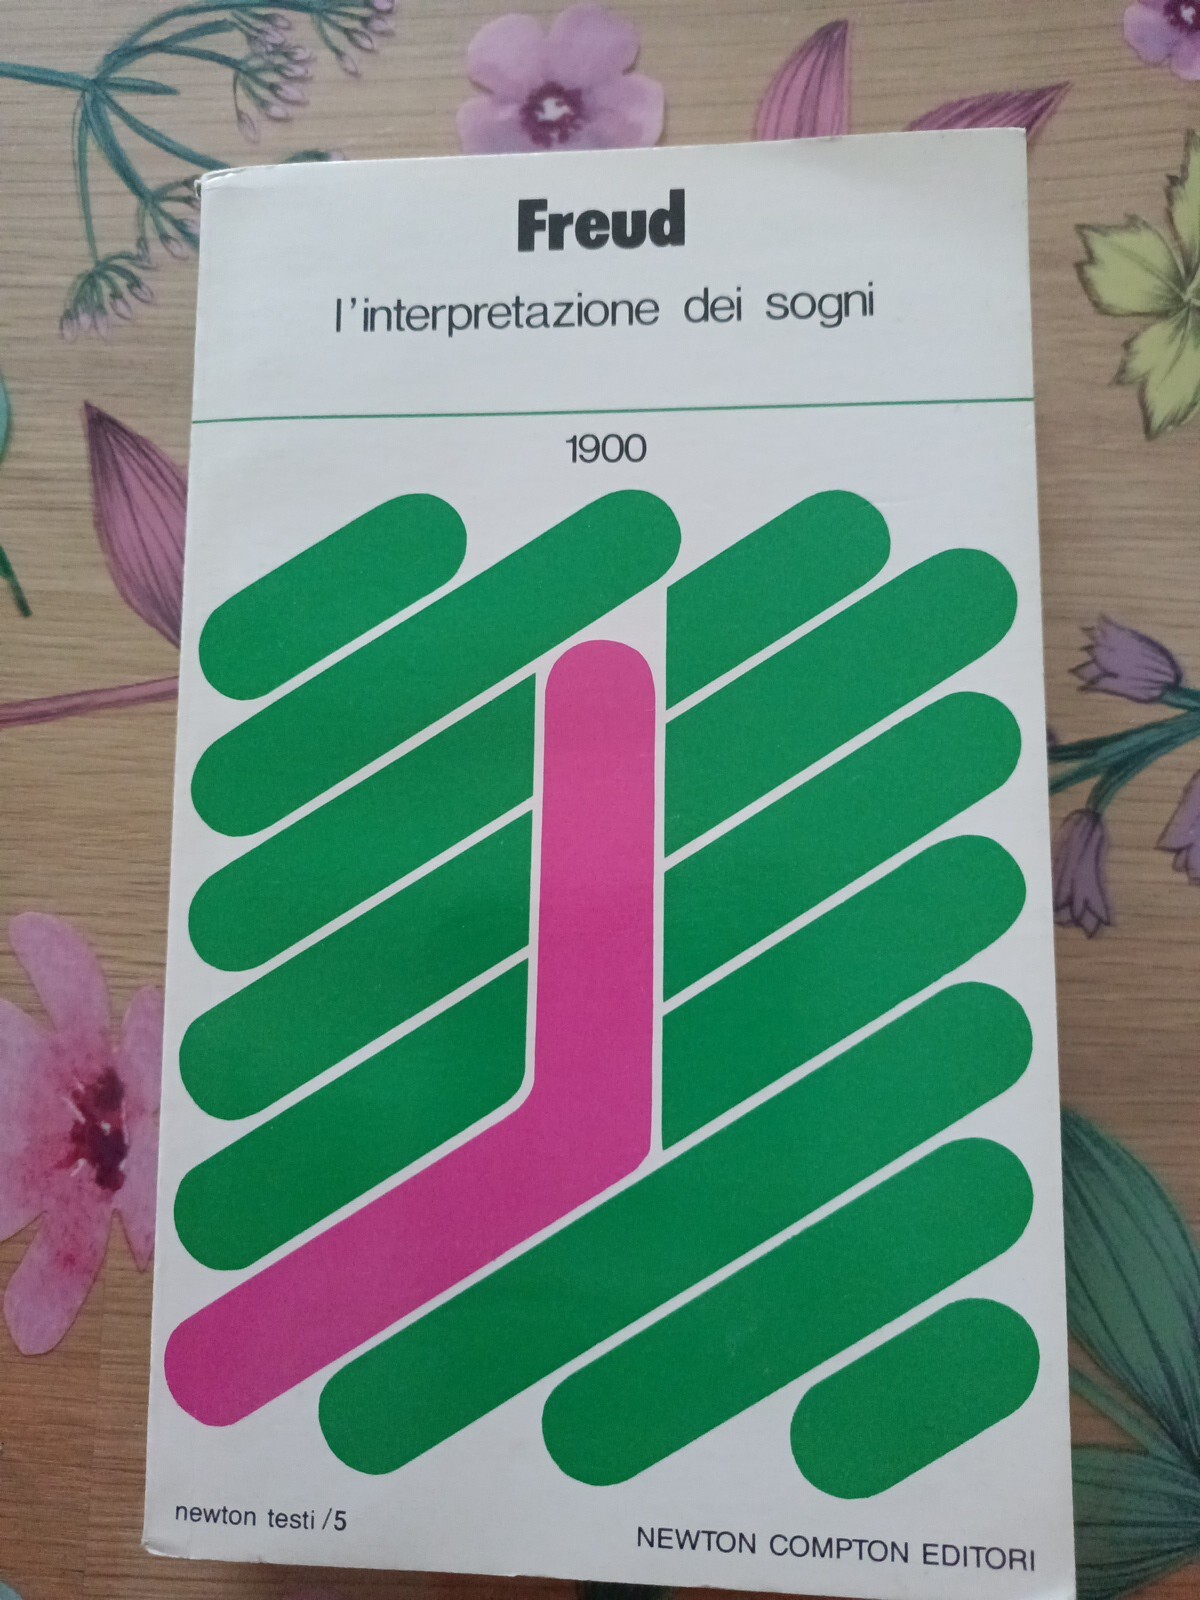 Freud
l'interpretazione dei sogni
1900
newton testi/5
NEWTON COMPTON EDITORI